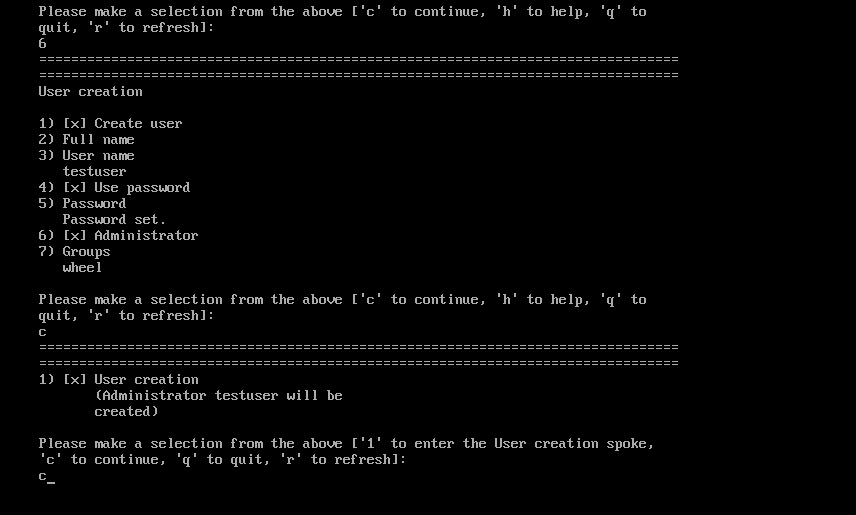 Please make a selection from the above ['c' to continue, 'h' to help, 'q' to
quit, 'r' to refresh]:
6
================================================================================
================================================================================
User creation
1) [x] Create user
2) Full name
3) User name
testuser
4) [x] Use password
5) Password
Password set.
6) [x] Administrator
7) Groups
wheel
Please make a selection from the above ['c' to continue, 'h' to help, 'q' to
quit, 'r' to refresh]:
c
================================================================================
================================================================================
1) [x] User creation
(Administrator testuser will be
created)
Please make a selection from the above ['1' to enter the User creation spoke,
'c' to continue, 'q' to quit, 'r' to refresh]:
c_